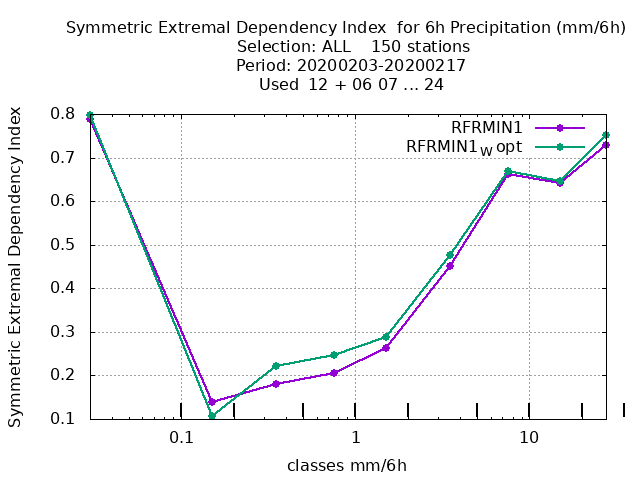 Symmetric Extremal Dependency Index  for 6h Precipitation (mm/6h)
Selection: ALL    150 stations
Period: 20200203-20200217
Used  12 + 06 07 ... 24
Symmetric Extremal Dependency Index
0.8
0.7
0.6
0.5
0.4
0.3
0.2
0.1
RFRMIN1
RFRMIN1W opt
0.1 1 10
classes mm/6h